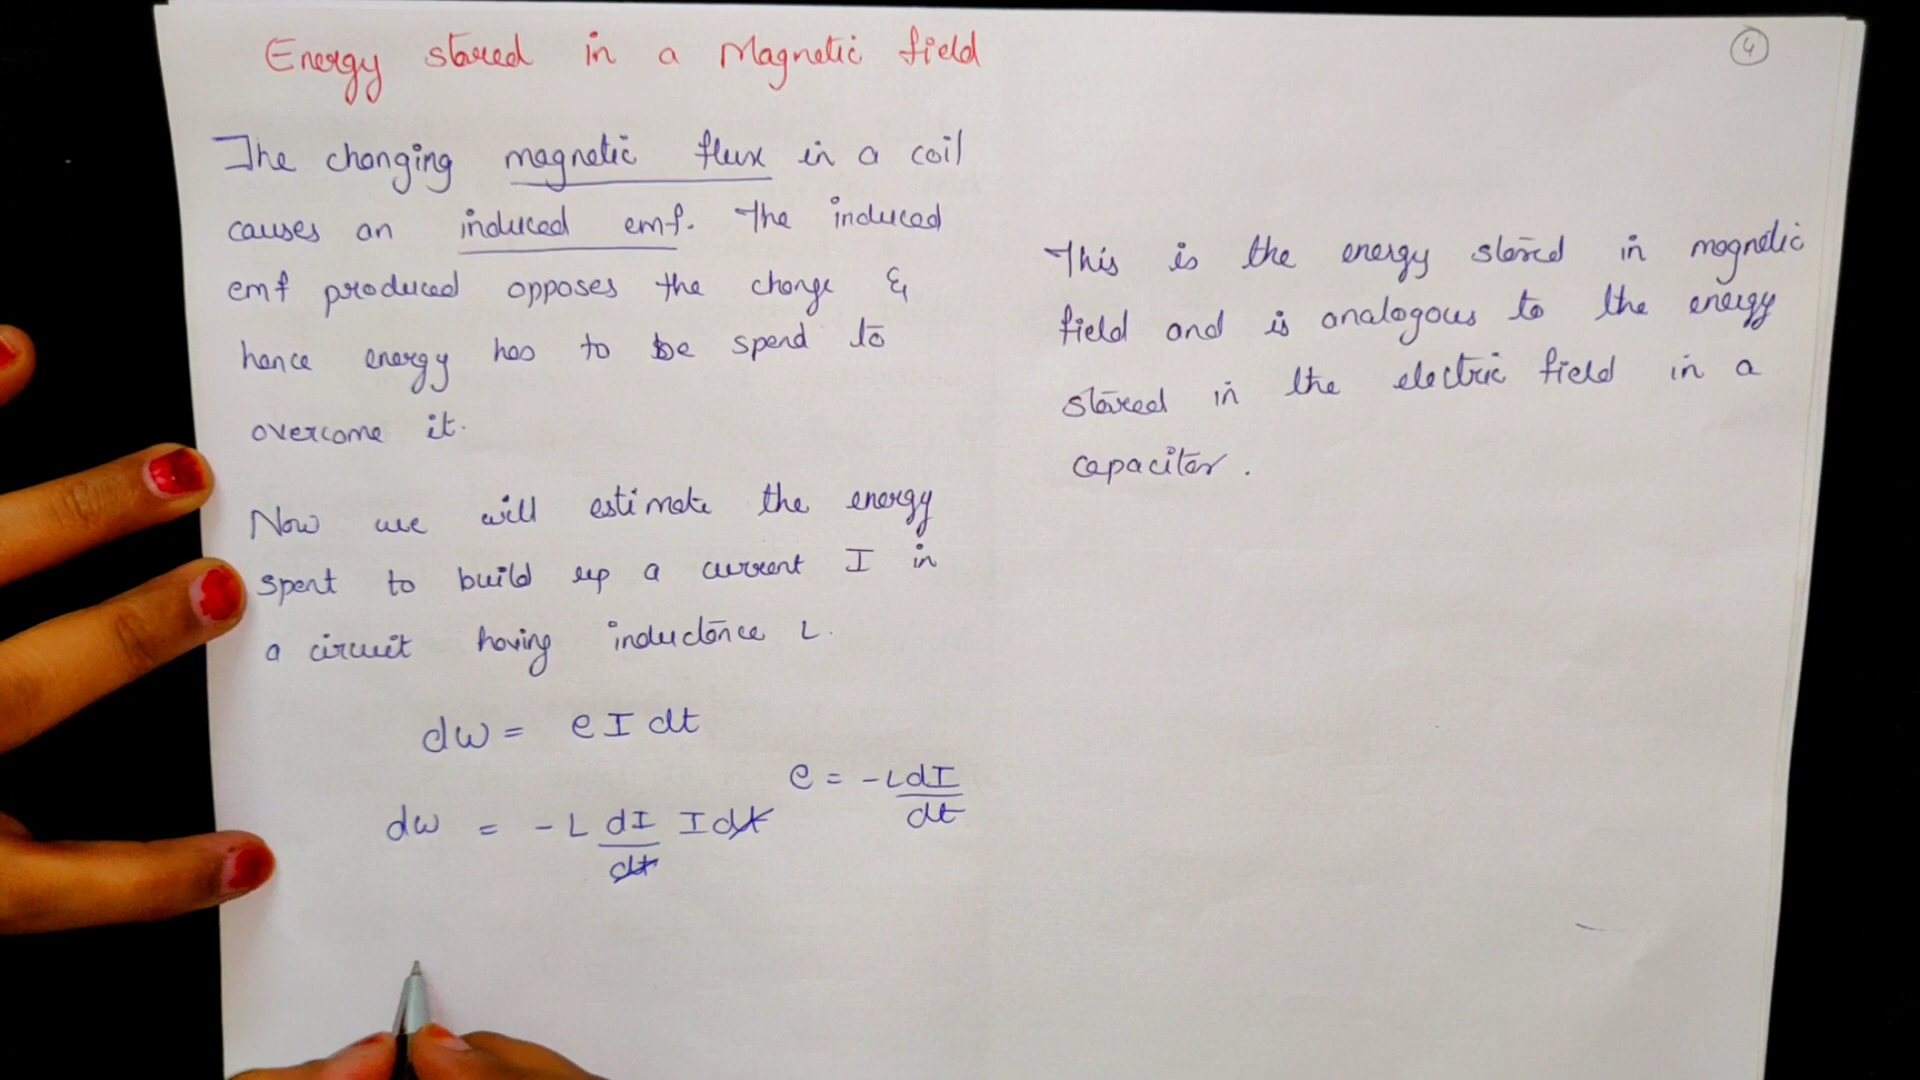 Energy stored in a Magnetic field
4
The changing magnetic flux in a coil
causes an induced emf. The induced
emf produced opposes the change &
hence energy has to be spend to
overcome it.
Now we will estimate the energy
spent to build up a current I in
a circuit having inductance L.
dw = e I dt
e = -L dI/dt
dw = -L dI/dt I dt
This is the energy stored in magnetic
field and is analogous to the energy
stored in the electric field in a
capacitor.